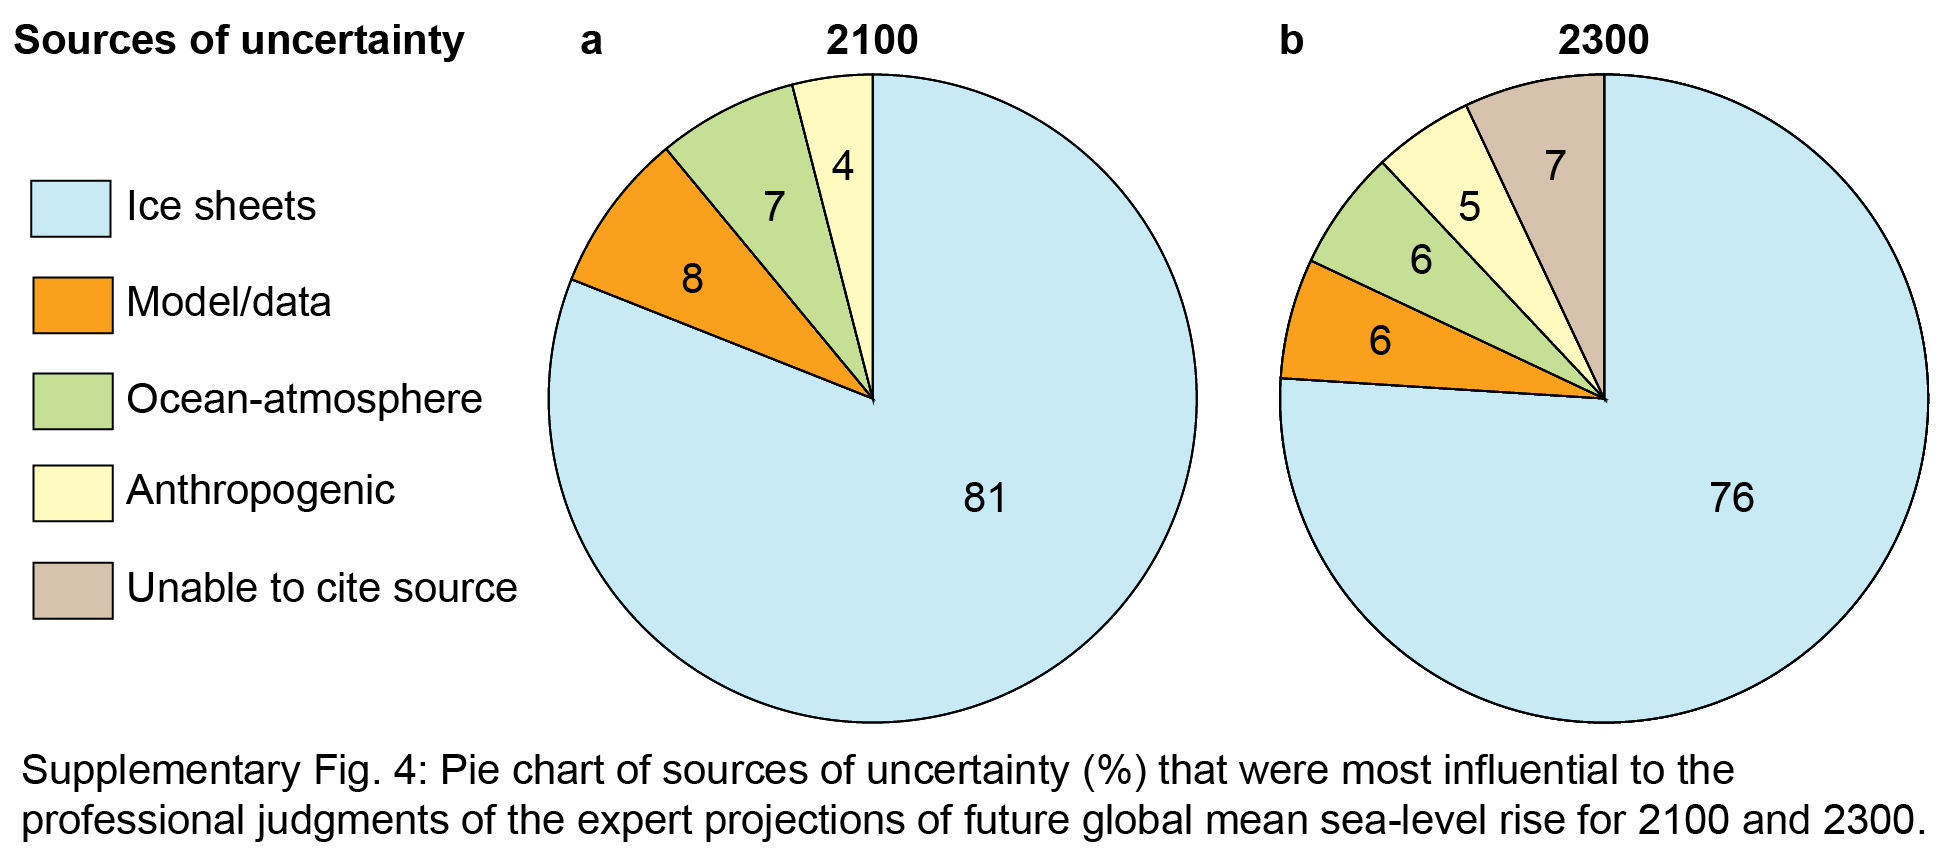 Sources of uncertainty
Ice sheets
Model/data
Ocean-atmosphere
Anthropogenic
Unable to cite source
a 2100
4
7
8
81
b 2300
7
5
6
6
76
Supplementary Fig. 4: Pie chart of sources of uncertainty (%) that were most influential to the
professional judgments of the expert projections of future global mean sea-level rise for 2100 and 2300.